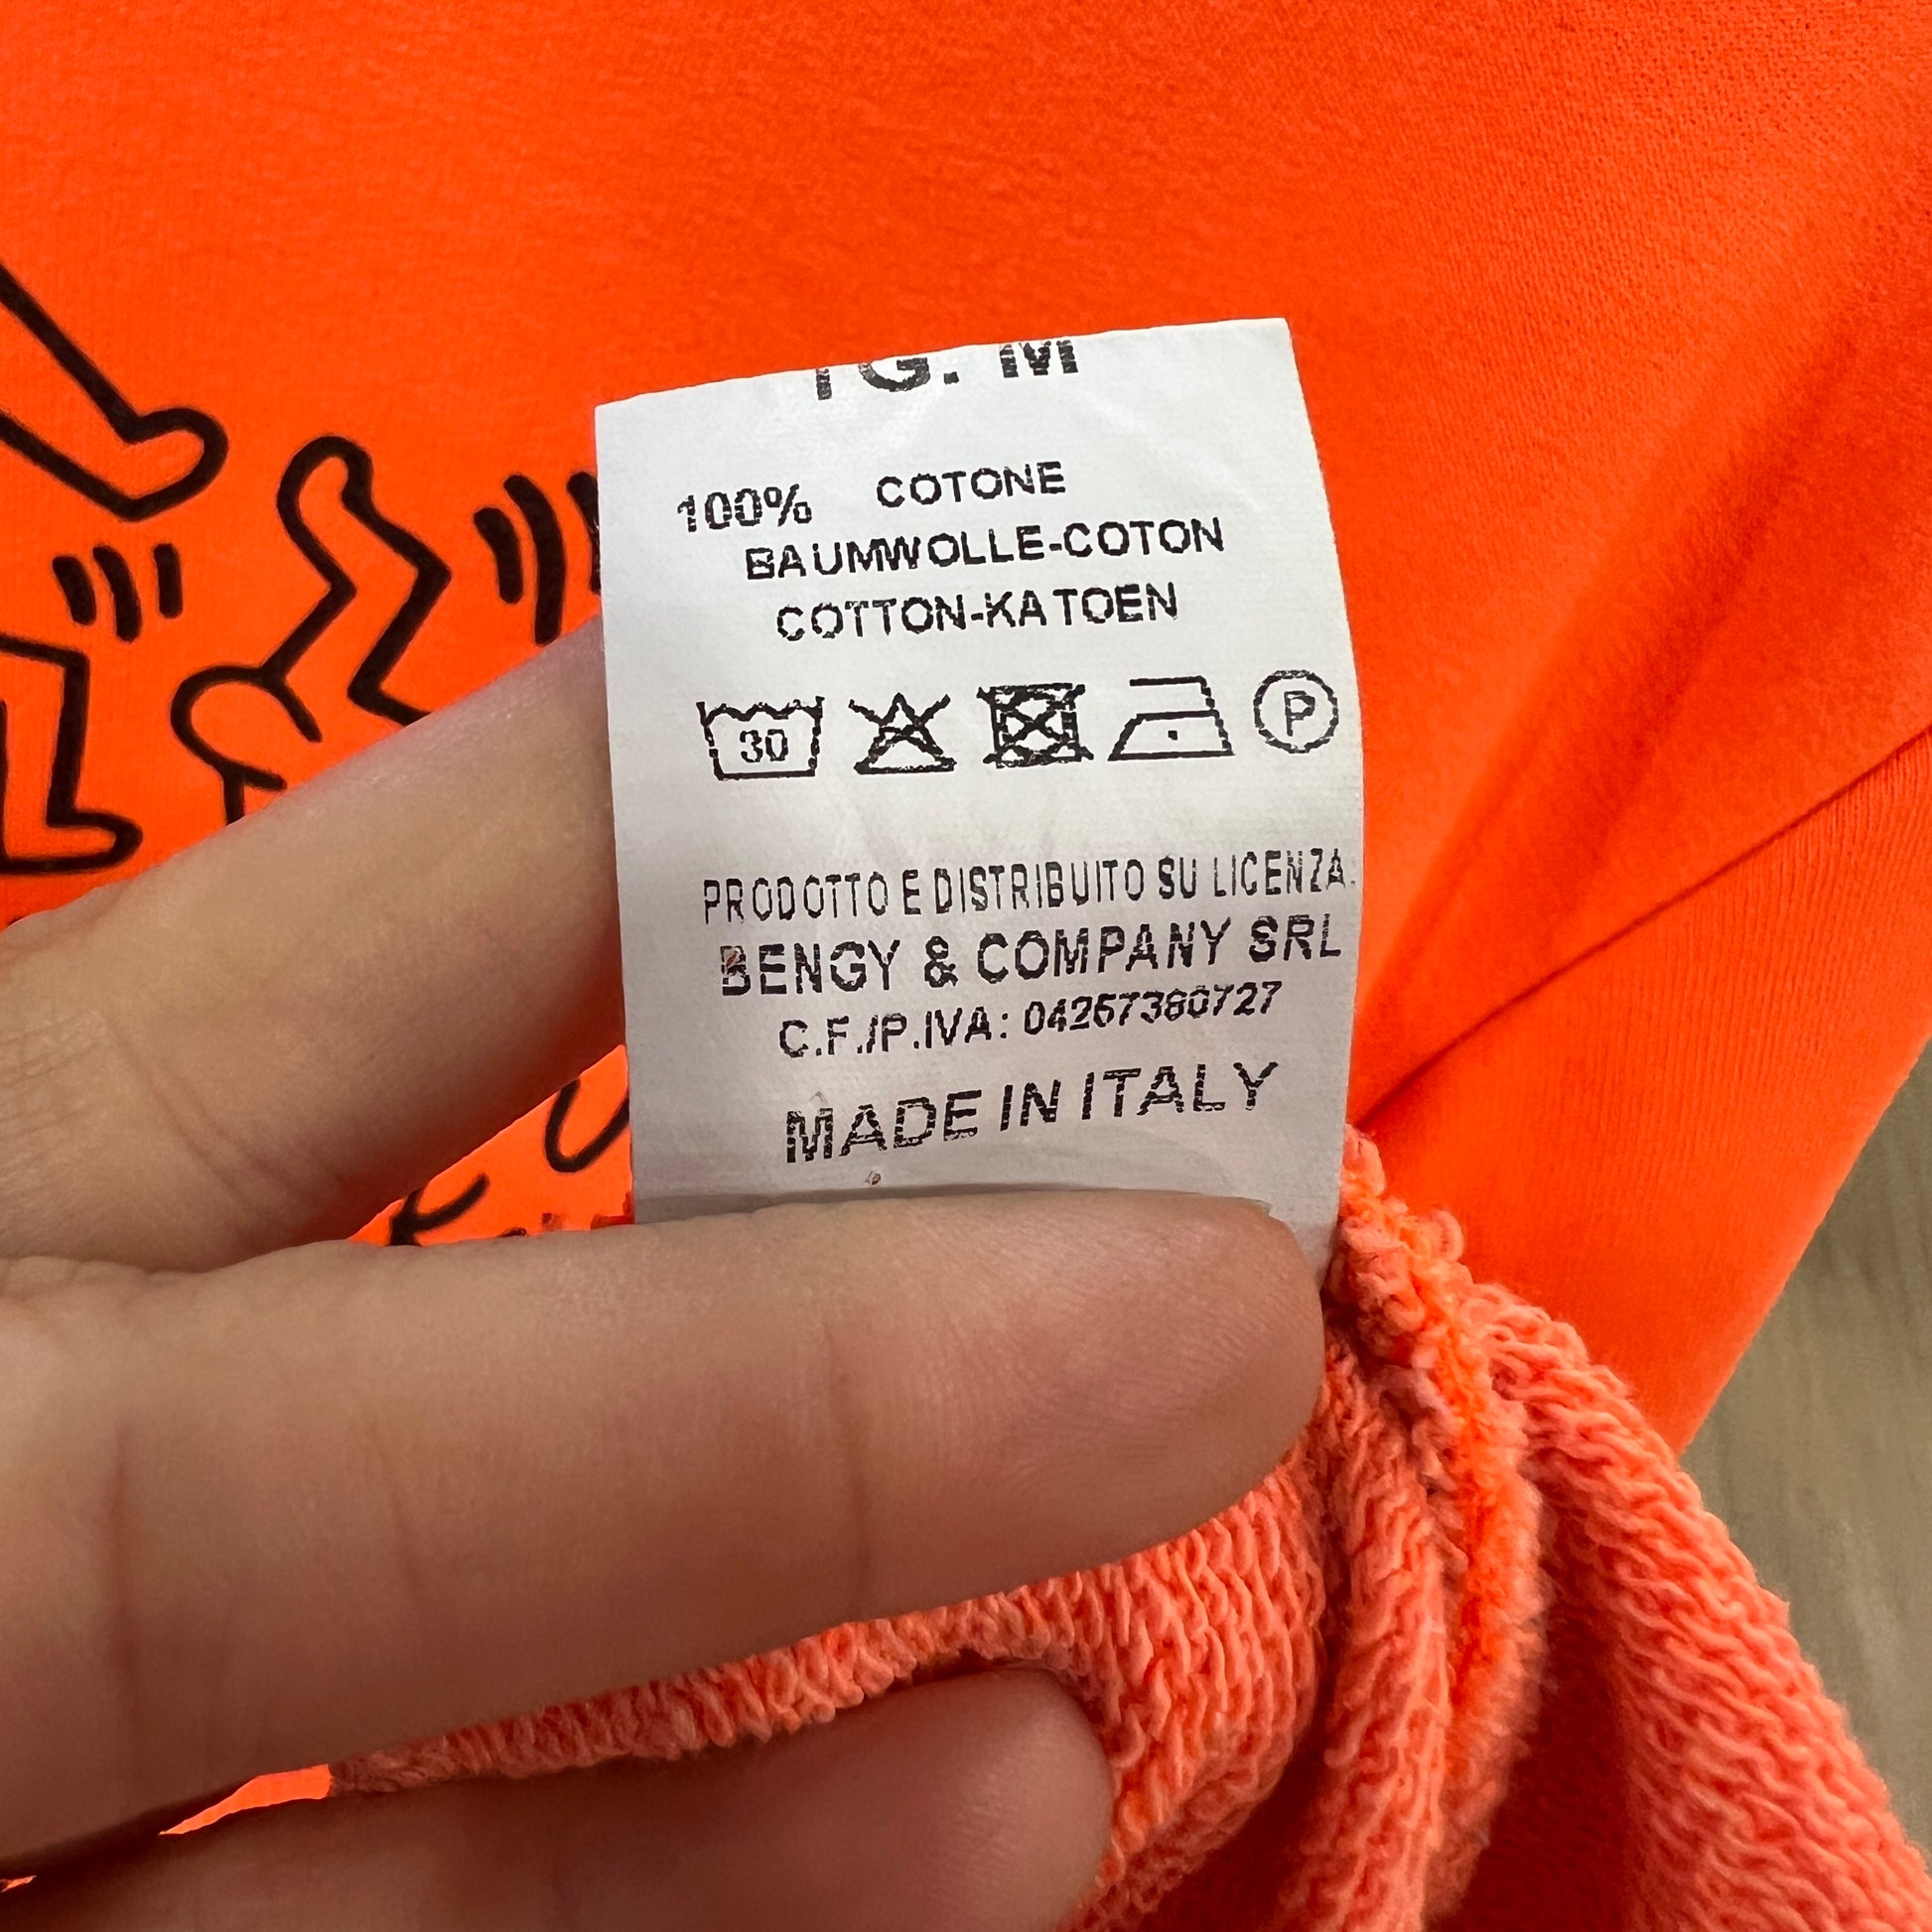 TG. M
100% COTONE
BAUMWOLLE-COTON
COTTON-KATOEN
30 P
PRODOTTO E DISTRIBUITO SU LICENZA
BENGY & COMPANY SRL
C.F./P.IVA: 04267380727
MADE IN ITALY